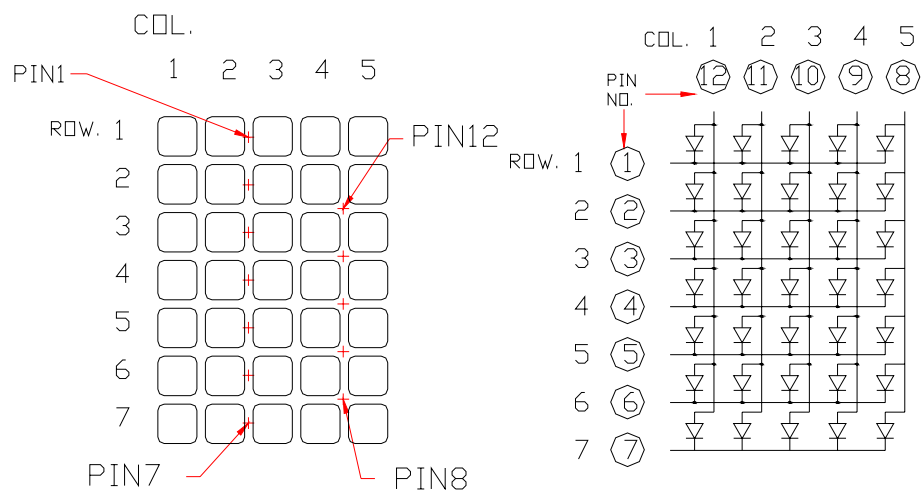 COL.
PIN1
1 2 3 4 5
ROW. 1
2
3
4
5
6
7
PIN12
PIN7
PIN8
COL. 1 2 3 4 5
PIN NO.
12 11 10 9 8
ROW. 1 1
2 2
3 3
4 4
5 5
6 6
7 7